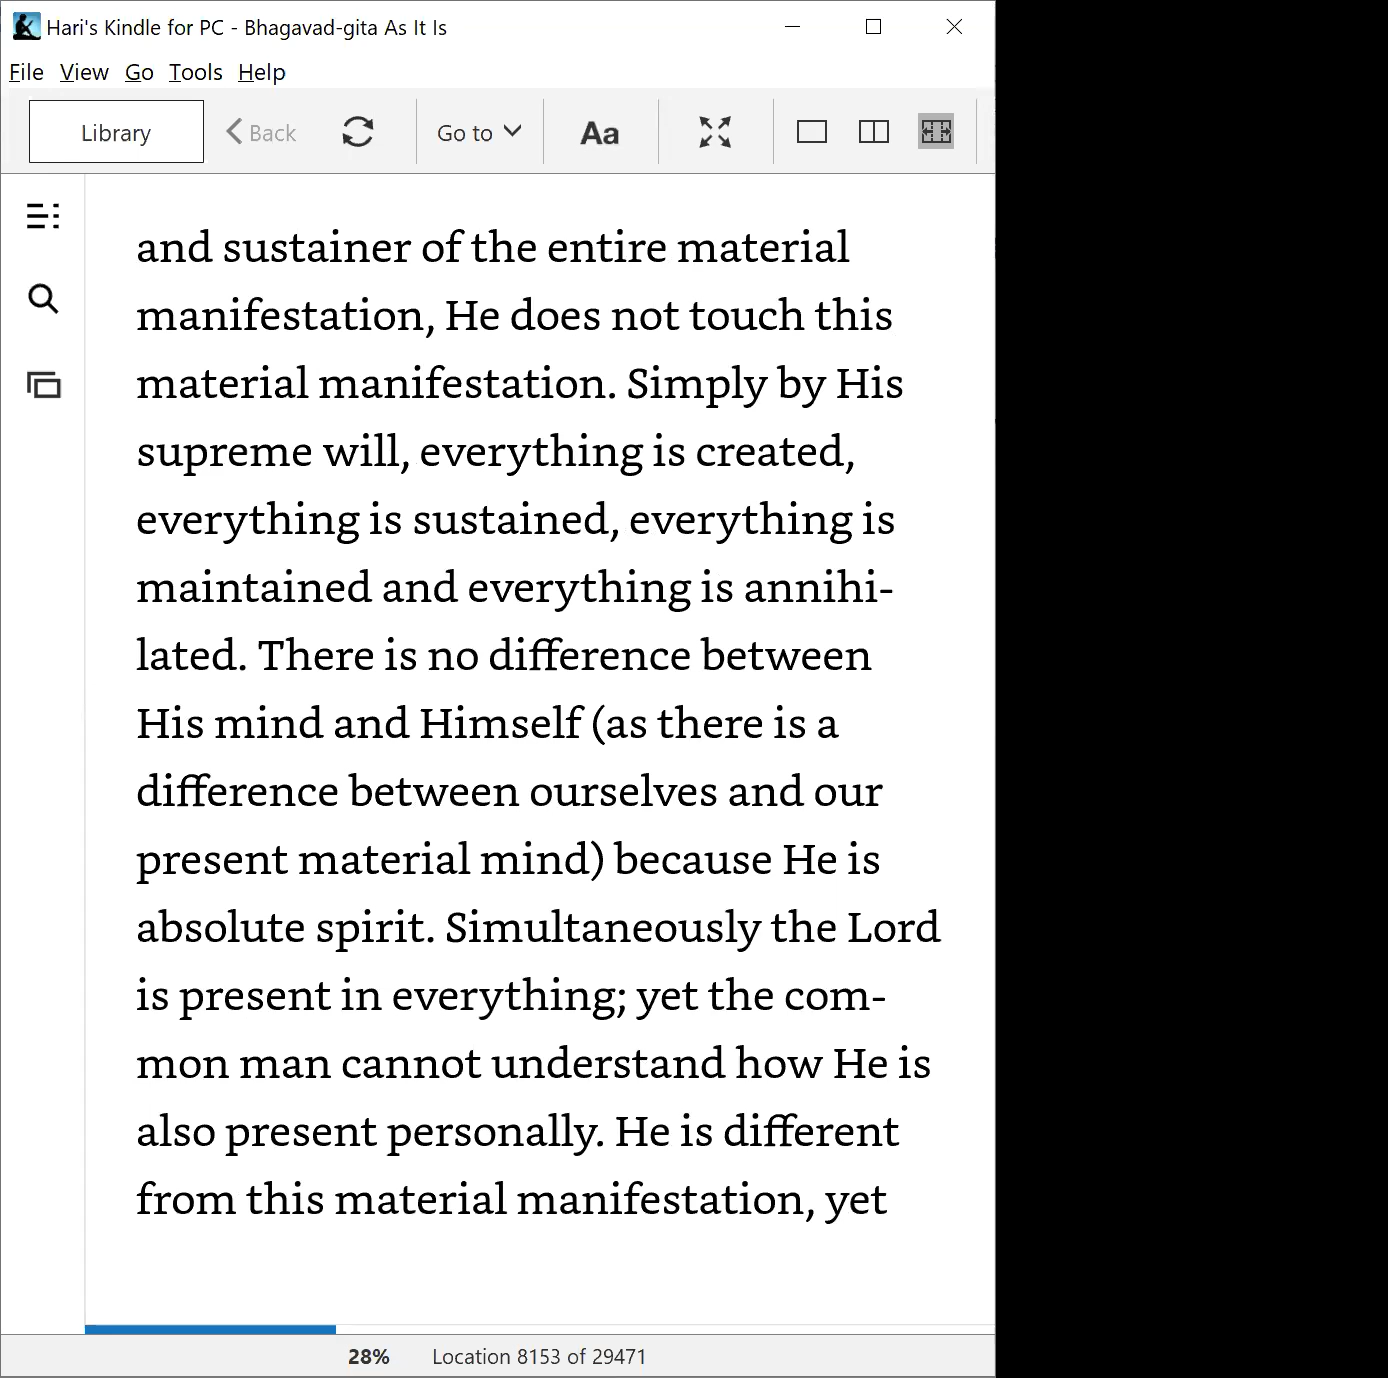 Hari's Kindle for PC - Bhagavad-gita As It Is
File View Go Tools Help
Library Back Go to Aa
and sustainer of the entire material
manifestation, He does not touch this
material manifestation. Simply by His
supreme will, everything is created,
everything is sustained, everything is
maintained and everything is annihi-
lated. There is no difference between
His mind and Himself (as there is a
difference between ourselves and our
present material mind) because He is
absolute spirit. Simultaneously the Lord
is present in everything; yet the com-
mon man cannot understand how He is
also present personally. He is different
from this material manifestation, yet
28% Location 8153 of 29471